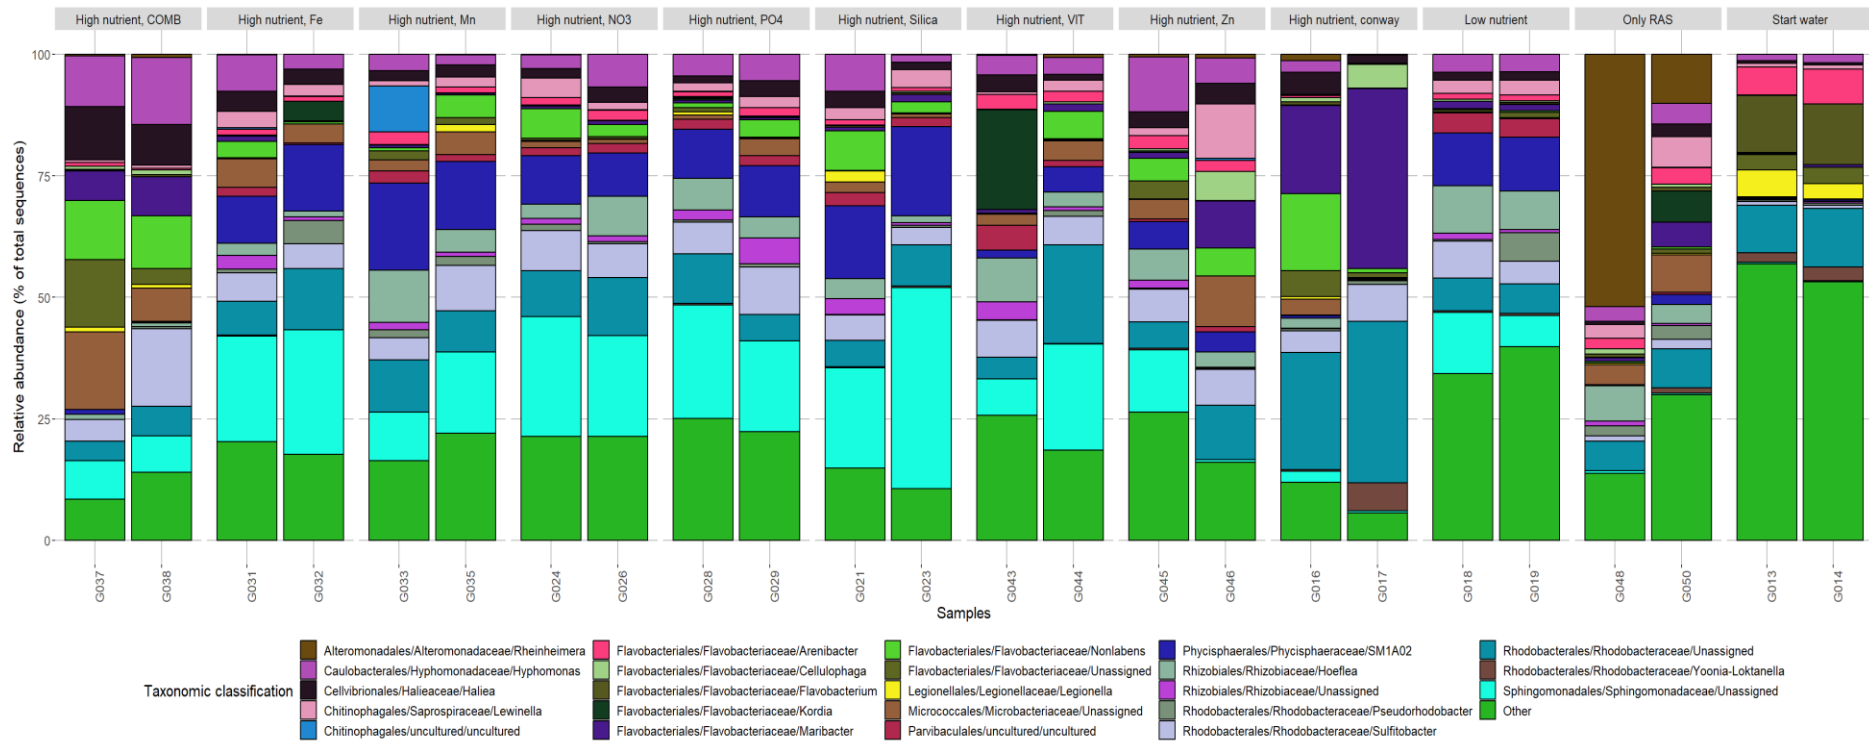 High nutrient, COMB
High nutrient, Fe
High nutrient, Mn
High nutrient, NO3
High nutrient, PO4
High nutrient, Silica
High nutrient, VIT
High nutrient, Zn
High nutrient, conway
Low nutrient
Only RAS
Start water
Relative abundance (% of total sequences)
100
75
50
25
0
G037
G038
G031
G032
G033
G035
G024
G026
G028
G029
G021
G023
G043
G044
G045
G046
G016
G017
G018
G019
G048
G050
G013
G014
Samples
Taxonomic classification
Alteromonadales/Alteromonadaceae/Rheinheimera
Caulobacterales/Hyphomonadaceae/Hyphomonas
Cellvibrionales/Halieaceae/Haliea
Chitinophagales/Saprospiraceae/Lewinella
Chitinophagales/uncultured/uncultured
Flavobacteriales/Flavobacteriaceae/Arenibacter
Flavobacteriales/Flavobacteriaceae/Cellulophaga
Flavobacteriales/Flavobacteriaceae/Flavobacterium
Flavobacteriales/Flavobacteriaceae/Kordia
Flavobacteriales/Flavobacteriaceae/Maribacter
Flavobacteriales/Flavobacteriaceae/Nonlabens
Flavobacteriales/Flavobacteriaceae/Unassigned
Legionellales/Legionellaceae/Legionella
Micrococcales/Microbacteriaceae/Unassigned
Parvibaculales/uncultured/uncultured
Phycisphaerales/Phycisphaeraceae/SM1A02
Rhizobiales/Rhizobiaceae/Hoeflea
Rhizobiales/Rhizobiaceae/Unassigned
Rhodobacterales/Rhodobacteraceae/Pseudorhodobacter
Rhodobacterales/Rhodobacteraceae/Sulfitobacter
Rhodobacterales/Rhodobacteraceae/Unassigned
Rhodobacterales/Rhodobacteraceae/Yoonia-Loktanella
Sphingomonadales/Sphingomonadaceae/Unassigned
Other